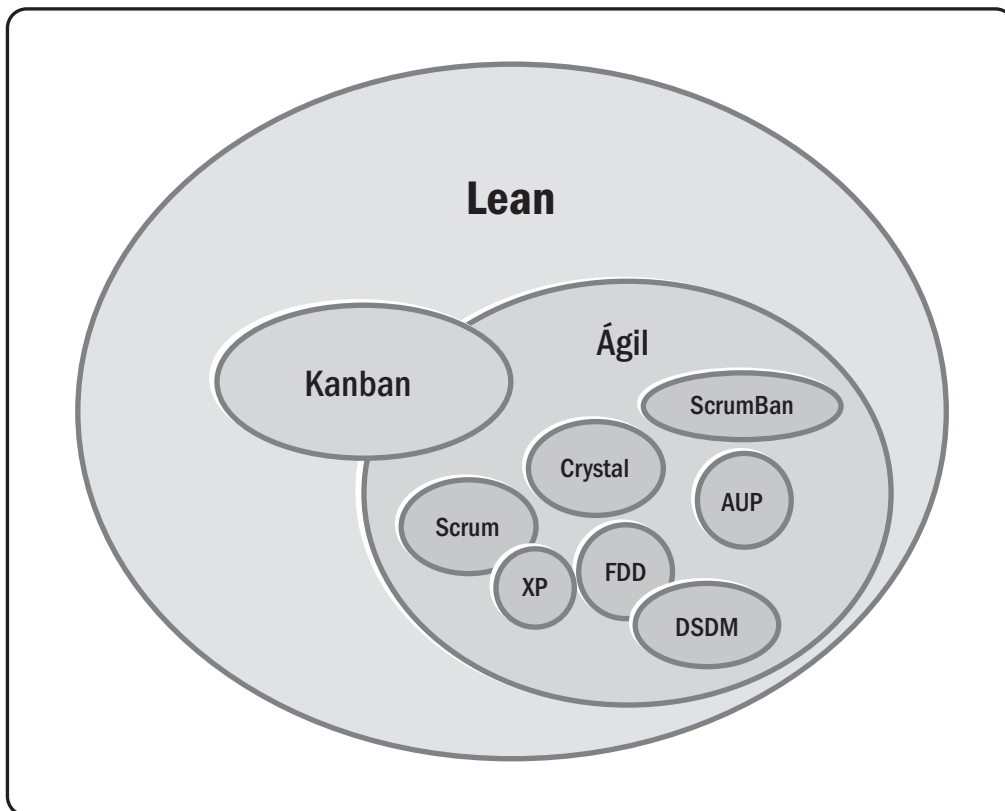 Lean
Ágil
Kanban
ScrumBan
Crystal
AUP
Scrum
XP
FDD
DSDM